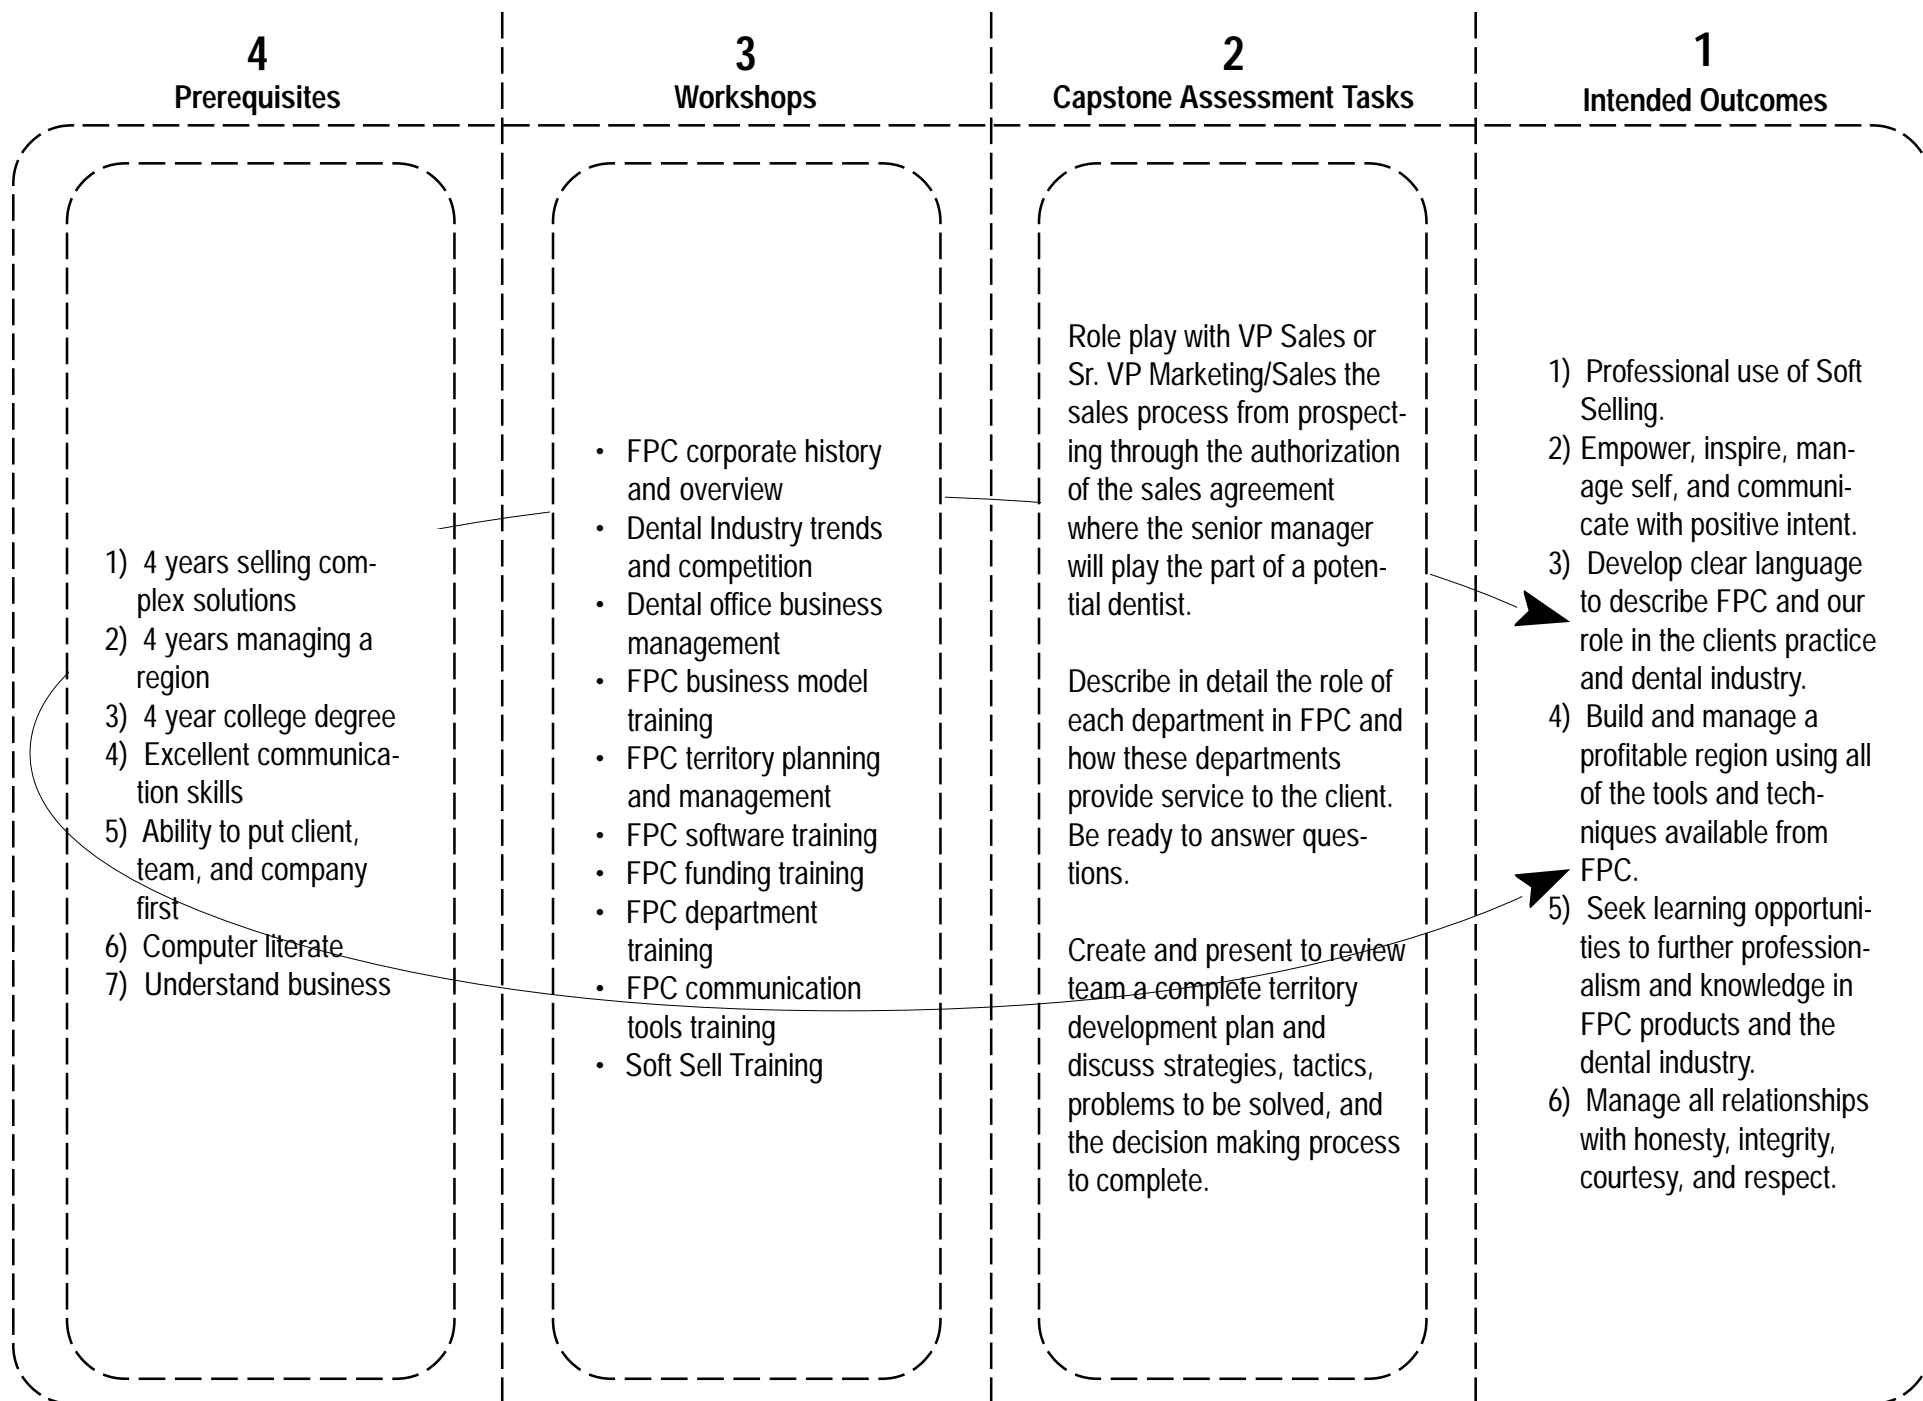 4
Prerequisites
1) 4 years selling com-
plex solutions
2) 4 years managing a
region
3) 4 year college degree
4) Excellent communica-
tion skills
5) Ability to put client,
team, and company
first
6) Computer literate
7) Understand business
3
Workshops
• FPC corporate history
and overview
• Dental Industry trends
and competition
• Dental office business
management
• FPC business model
training
• FPC territory planning
and management
• FPC software training
• FPC funding training
• FPC department
training
• FPC communication
tools training
• Soft Sell Training
2
Capstone Assessment Tasks
Role play with VP Sales or
Sr. VP Marketing/Sales the
sales process from prospect-
ing through the authorization
of the sales agreement
where the senior manager
will play the part of a poten-
tial dentist.
Describe in detail the role of
each department in FPC and
how these departments
provide service to the client.
Be ready to answer ques-
tions.
Create and present to review
team a complete territory
development plan and
discuss strategies, tactics,
problems to be solved, and
the decision making process
to complete.
1
Intended Outcomes
1) Professional use of Soft
Selling.
2) Empower, inspire, man-
age self, and communi-
cate with positive intent.
3) Develop clear language
to describe FPC and our
role in the clients practice
and dental industry.
4) Build and manage a
profitable region using all
of the tools and tech-
niques available from
FPC.
5) Seek learning opportuni-
ties to further profession-
alism and knowledge in
FPC products and the
dental industry.
6) Manage all relationships
with honesty, integrity,
courtesy, and respect.